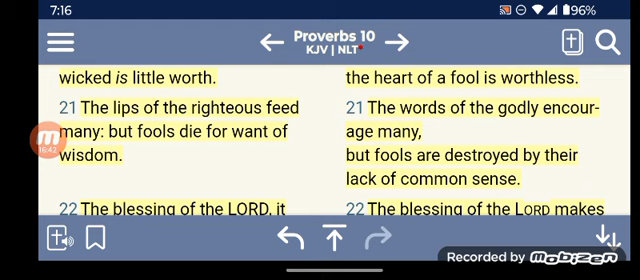 7:16
96%
Proverbs 10
KJV | NLT
wicked is little worth.
21 The lips of the righteous feed
many: but fools die for want of
wisdom.
22 The blessing of the LORD, it
the heart of a fool is worthless.
21 The words of the godly encour-
age many,
but fools are destroyed by their
lack of common sense.
22 The blessing of the LORD makes
16:42
Recorded by Mobizen